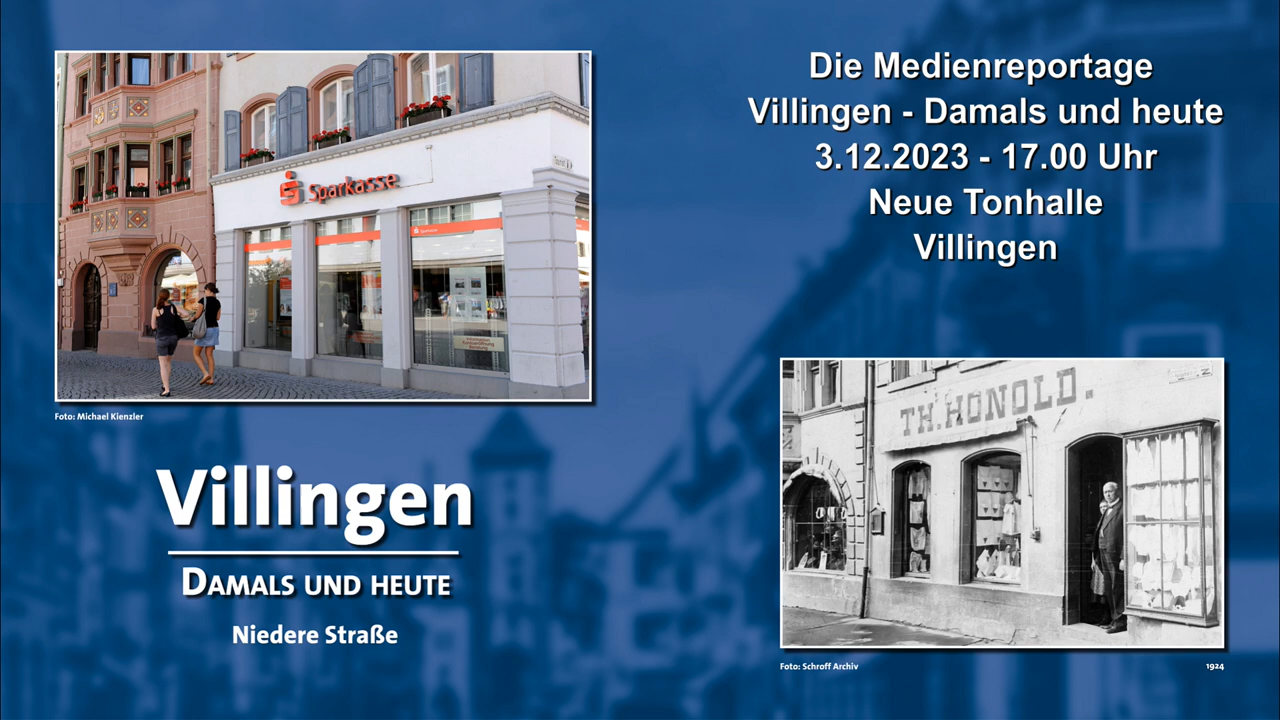 Die Medienreportage
Villingen - Damals und heute
3.12.2023 - 17.00 Uhr
Neue Tonhalle
Villingen
Sparkasse
Foto: Michael Kienzler
Villingen
DAMALS UND HEUTE
Niedere Straße
TH. HONOLD.
Foto: Schroff Archiv
1924